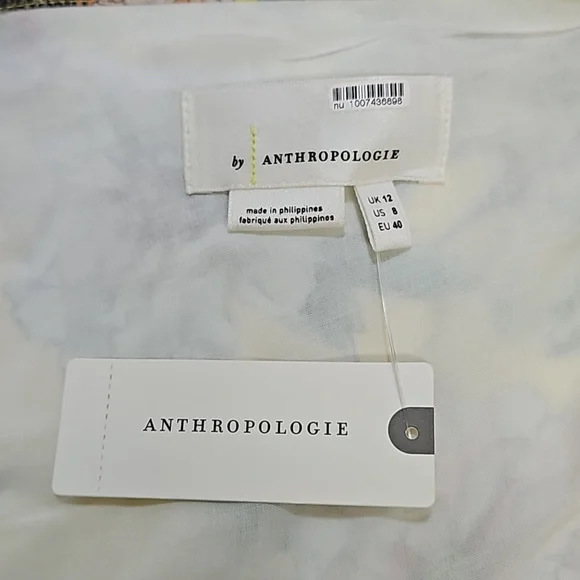 nu 1007436698
by ANTHROPOLOGIE
made in philippines
fabriqué aux philippines
UK 12
US 8
EU 40
ANTHROPOLOGIE